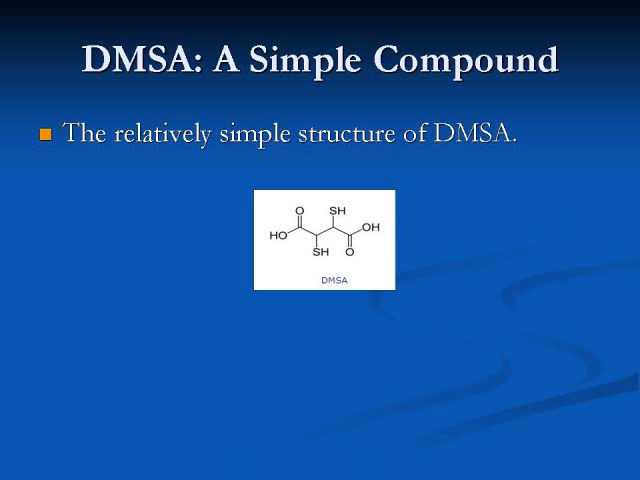 DMSA: A Simple Compound
The relatively simple structure of DMSA.
O
SH
HO
OH
SH
O
DMSA